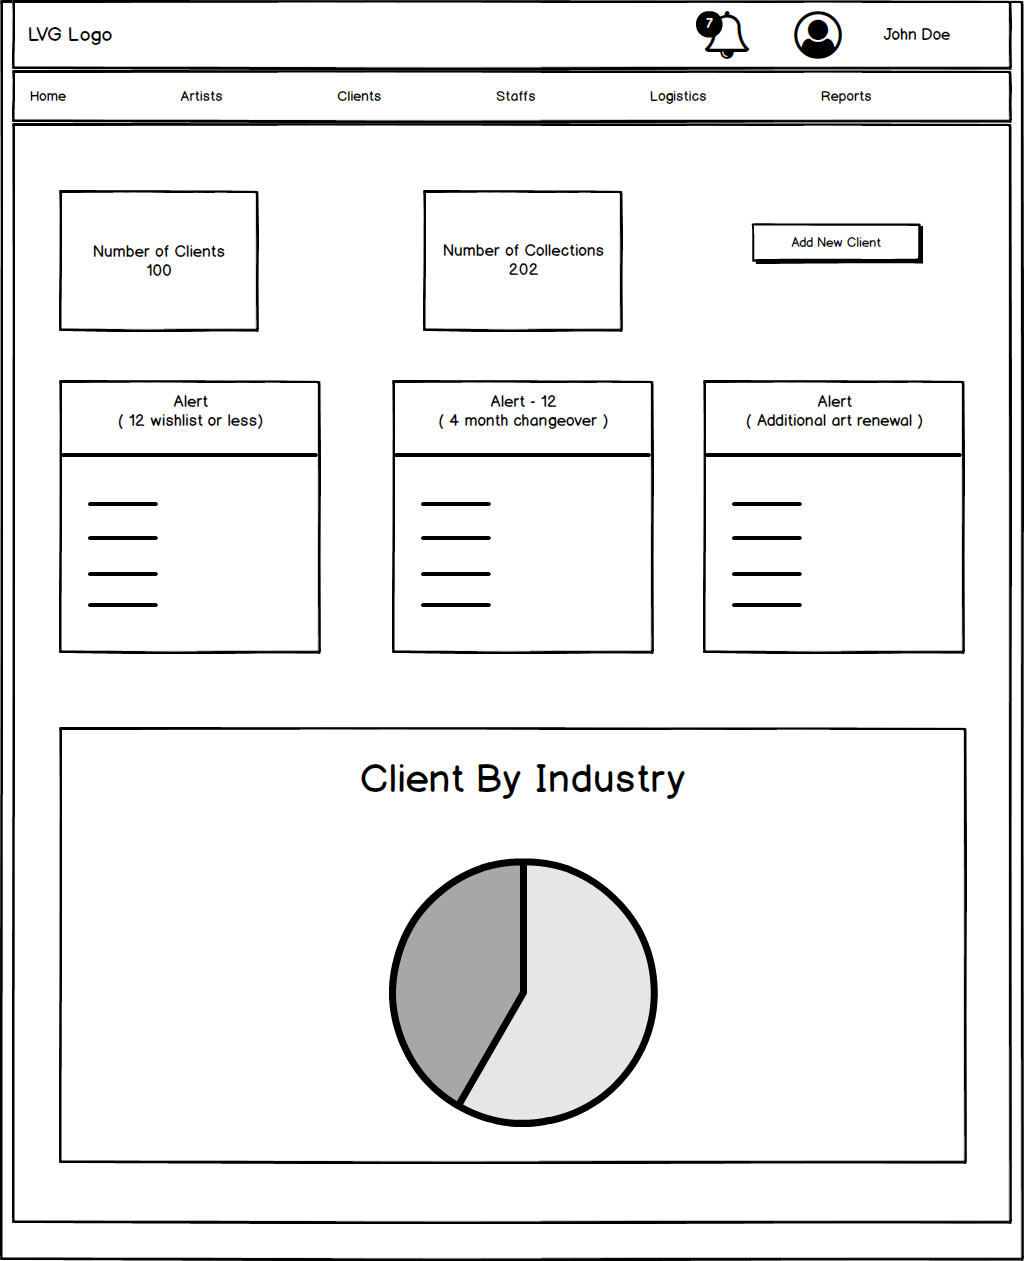 LVG Logo
7
John Doe
Home
Artists
Clients
Staffs
Logistics
Reports
Number of Clients
100
Number of Collections
202
Add New Client
Alert
( 12 wishlist or less)
Alert - 12
( 4 month changeover )
Alert
( Additional art renewal )
Client By Industry